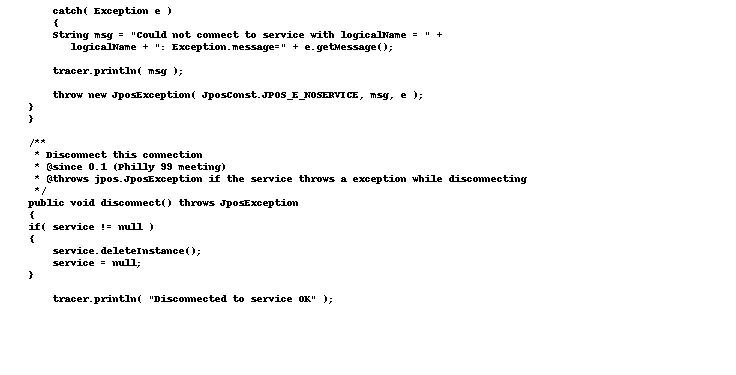 catch( Exception e )
{
String msg = "Could not connect to service with logicalName = " +
logicalName + ": Exception.message=" + e.getMessage();
tracer.println( msg );
throw new JposException( JposConst.JPOS_E_NOSERVICE, msg, e );
}
}
/**
* Disconnect this connection
* @since 0.1 (Philly 99 meeting)
* @throws jpos.JposException if the service throws a exception while disconnecting
*/
public void disconnect() throws JposException
{
if( service != null )
{
service.deleteInstance();
service = null;
}
tracer.println( "Disconnected to service OK" );